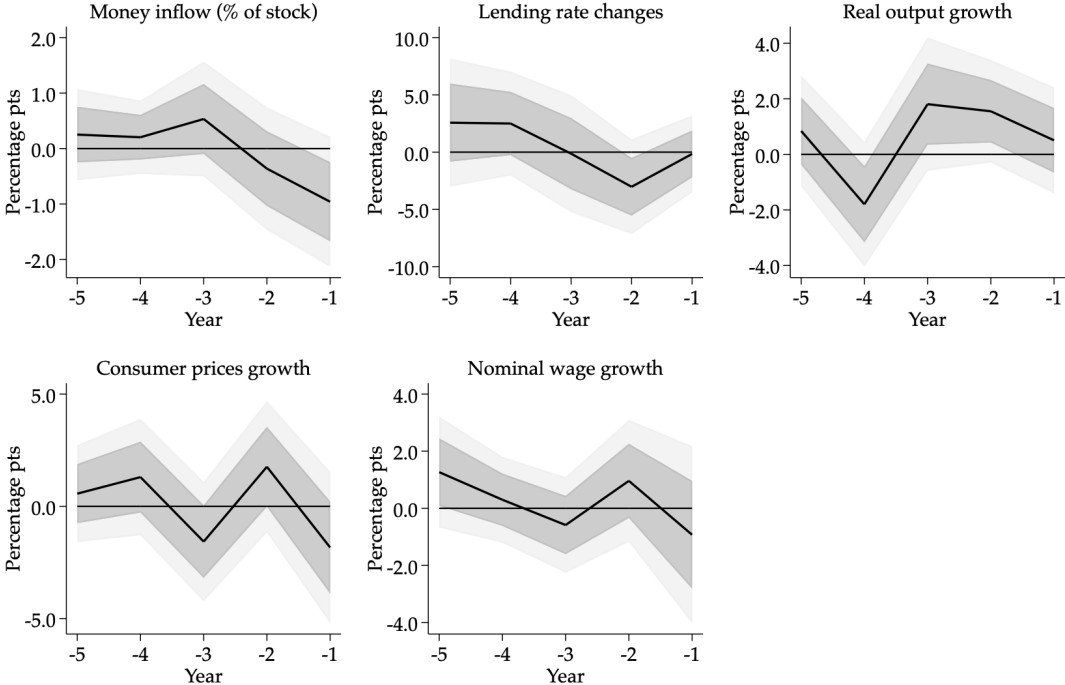 Money inflow (% of stock)
Percentage pts
2.0
1.0
0.0
-1.0
-2.0
-5 -4 -3 -2 -1
Year
Lending rate changes
Percentage pts
10.0
5.0
0.0
-5.0
-10.0
-5 -4 -3 -2 -1
Year
Real output growth
Percentage pts
4.0
2.0
0.0
-2.0
-4.0
-5 -4 -3 -2 -1
Year
Consumer prices growth
Percentage pts
5.0
0.0
-5.0
-5 -4 -3 -2 -1
Year
Nominal wage growth
Percentage pts
4.0
2.0
0.0
-2.0
-4.0
-5 -4 -3 -2 -1
Year